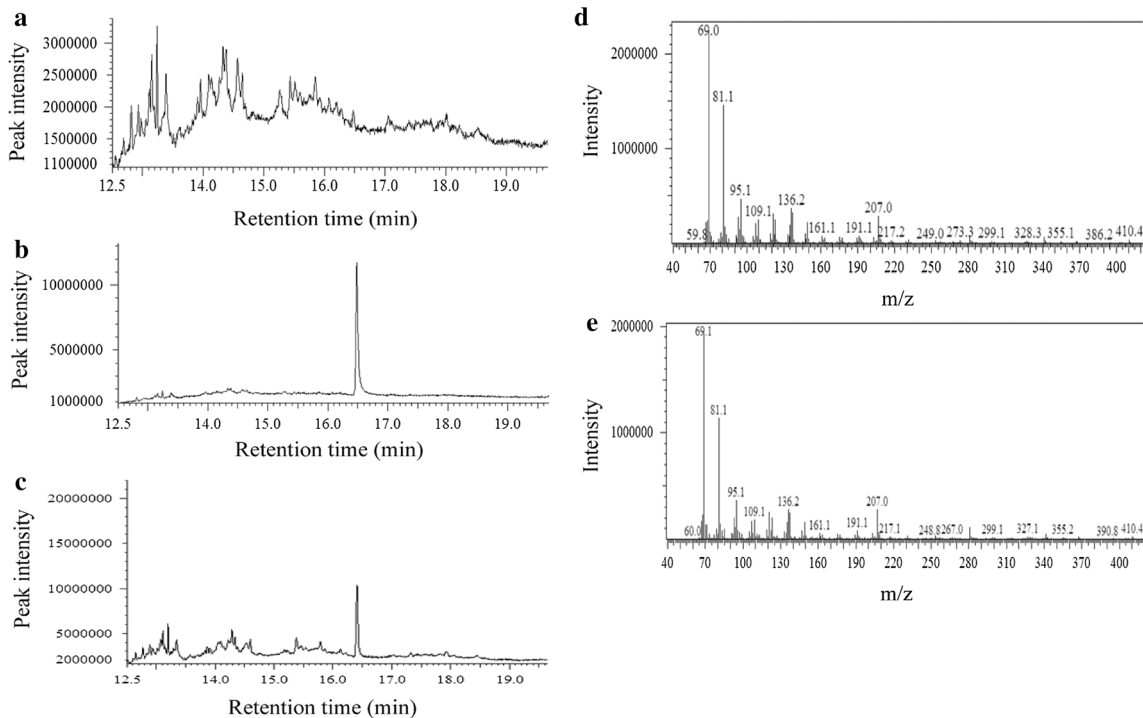 a
3000000
2500000
2000000
1500000
1100000
Peak intensity
12.5 14.0 15.0 16.0 17.0 18.0 19.0
Retention time (min)
b
10000000
5000000
1000000
Peak intensity
12.5 14.0 15.0 16.0 17.0 18.0 19.0
Retention time (min)
c
20000000
15000000
10000000
5000000
2000000
Peak intensity
12.5 14.0 15.0 16.0 17.0 18.0 19.0
Retention time (min)
d
2000000
1000000
Intensity
69.0
81.1
95.1
136.2
109.1
207.0
59.8 161.1 191.1 217.2 249.0 273.3 299.1 328.3 355.1 386.2 410.4
40 70 100 130 160 190 220 250 280 310 340 370 400
m/z
e
2000000
1000000
Intensity
69.1
81.1
95.1
136.2
109.1
207.0
60.0 161.1 191.1 217.1 248.8 267.0 299.1 327.1 355.2 390.8 410.4
40 70 100 130 160 190 220 250 280 310 340 370 400
m/z